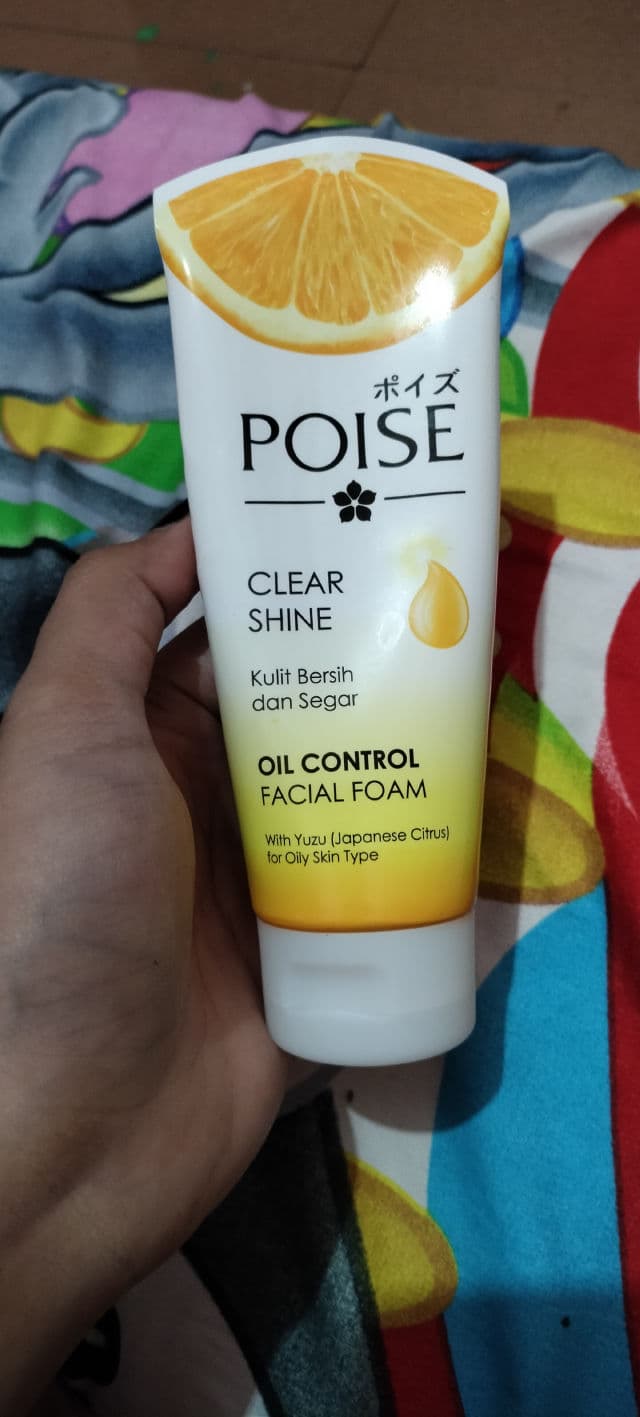 ポイズ
POISE
CLEAR
SHINE
Kulit Bersih
dan Segar
OIL CONTROL
FACIAL FOAM
With Yuzu (Japanese Citrus)
for Oily Skin Type